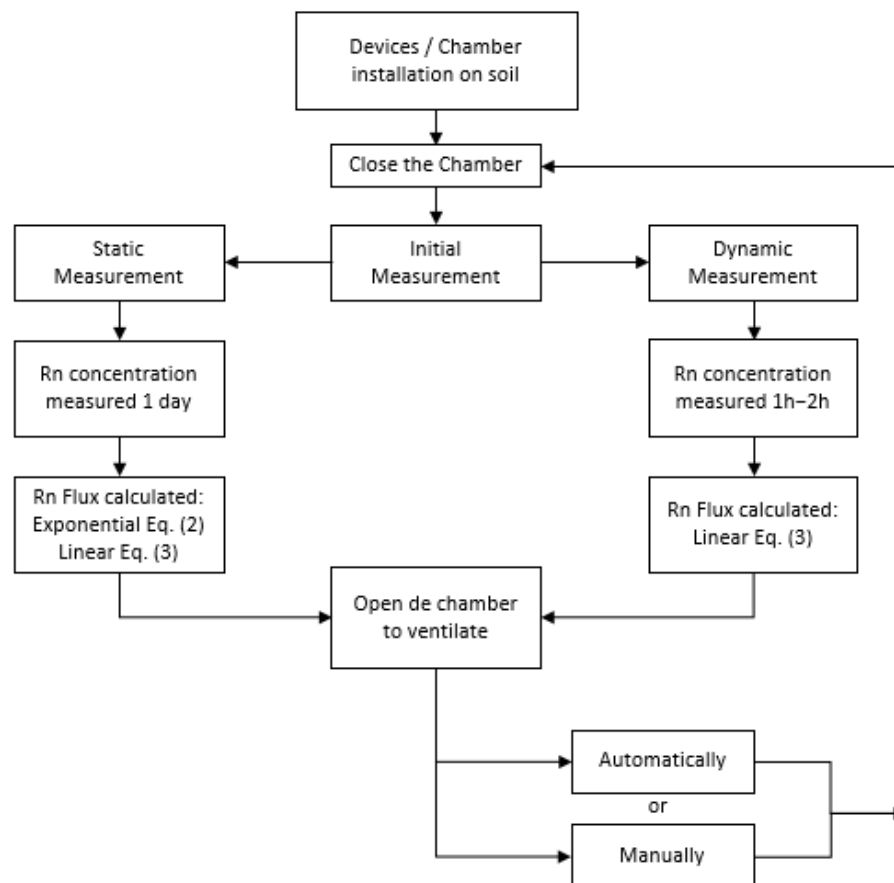 Devices / Chamber
installation on soil
Close the Chamber
Static
Measurement
Initial
Measurement
Dynamic
Measurement
Rn concentration
measured 1 day
Rn concentration
measured 1h–2h
Rn Flux calculated:
Exponential Eq. (2)
Linear Eq. (3)
Rn Flux calculated:
Linear Eq. (3)
Open de chamber
to ventilate
Automatically
or
Manually